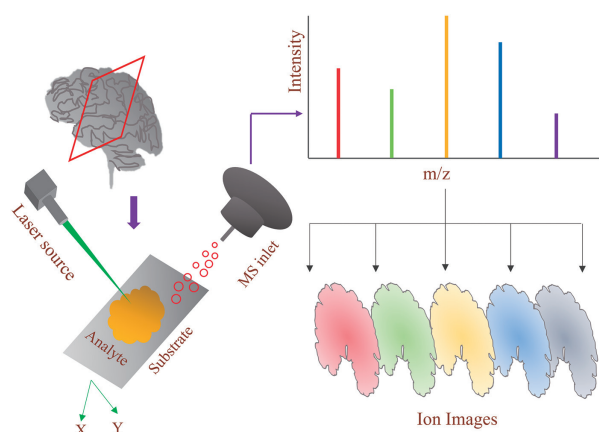 Intensity
m/z
Laser source
MS inlet
Analyte
Substrate
X
Y
Ion Images